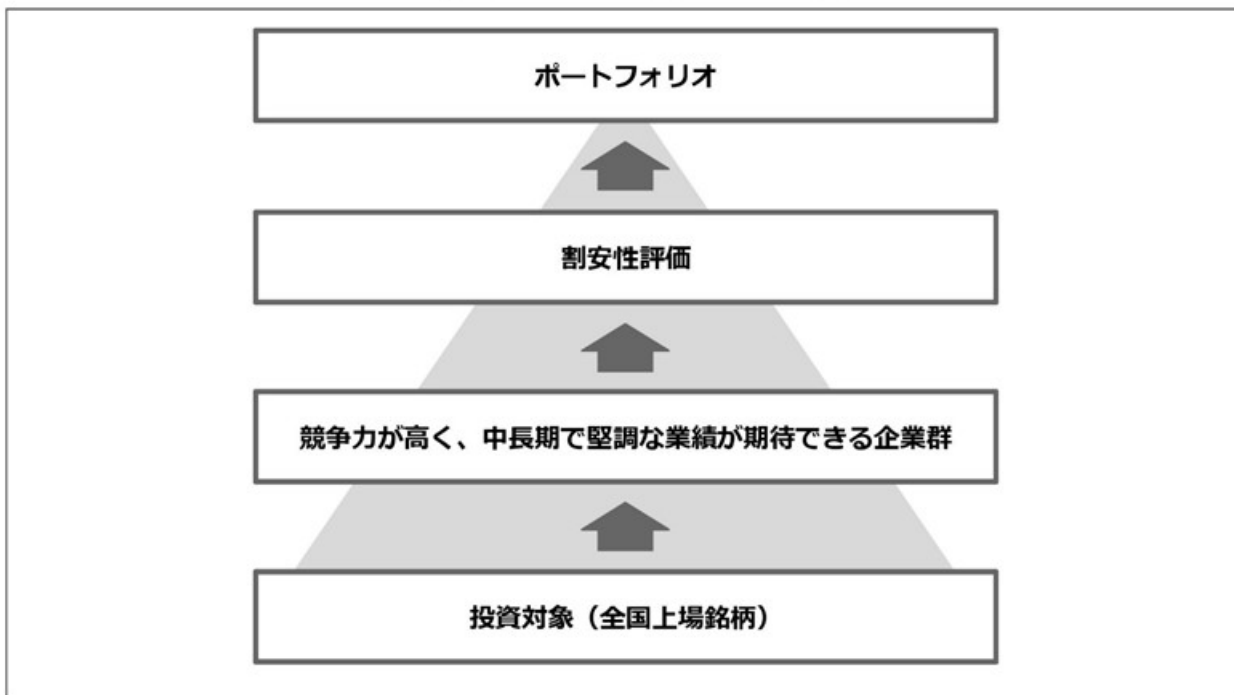 ポートフォリオ
割安性評価
競争力が高く、中長期で堅調な業績が期待できる企業群
投資対象（全国上場銘柄）